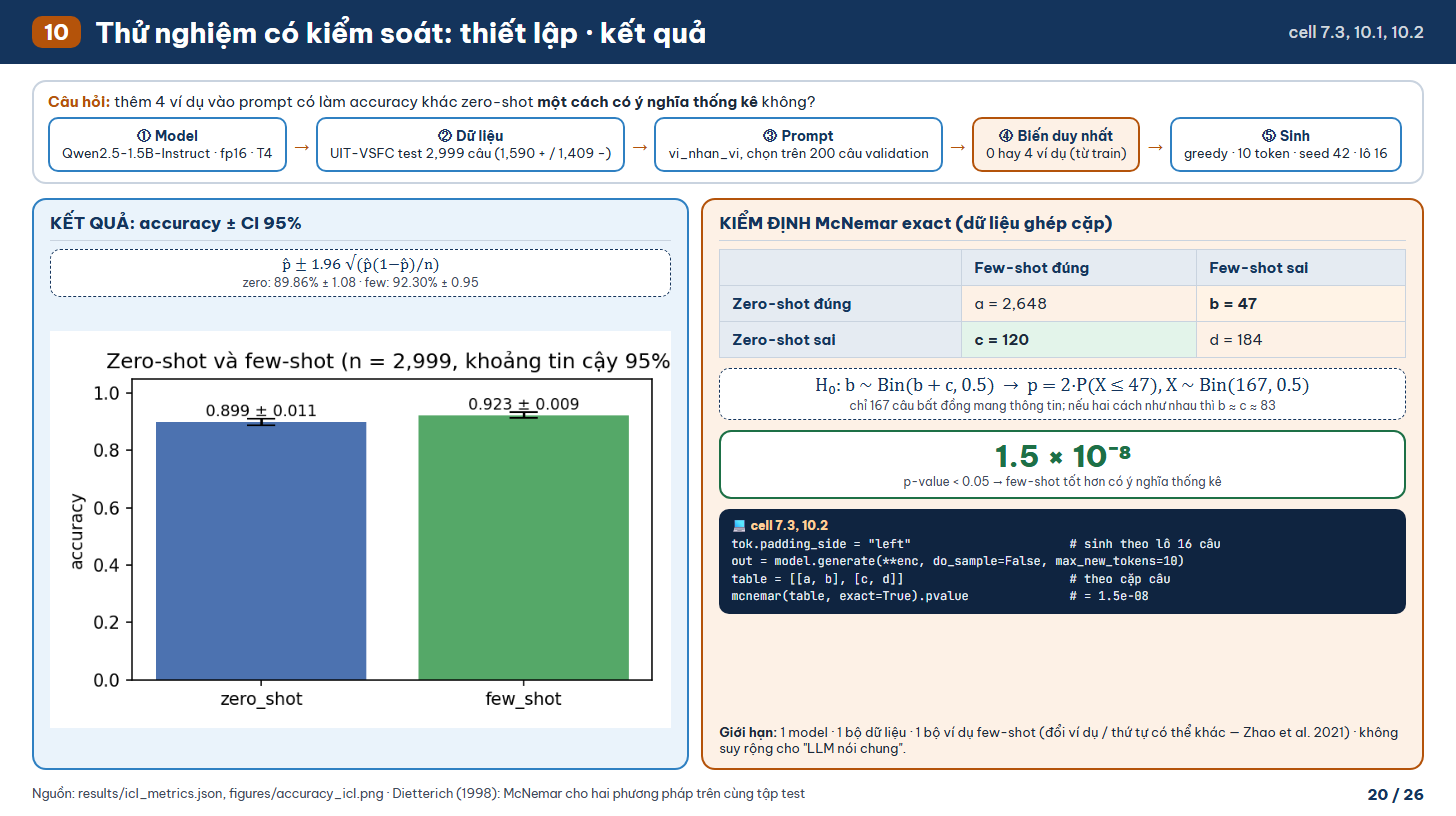 10 Thử nghiệm có kiểm soát: thiết lập · kết quả
cell 7.3, 10.1, 10.2
Câu hỏi: thêm 4 ví dụ vào prompt có làm accuracy khác zero-shot một cách có ý nghĩa thống kê không?
① Model
Qwen2.5-1.5B-Instruct · fp16 · T4
→
② Dữ liệu
UIT-VSFC test 2,999 câu (1,590 + / 1,409 −)
→
③ Prompt
vi_nhan_vi, chọn trên 200 câu validation
→
④ Biến duy nhất
0 hay 4 ví dụ (từ train)
→
⑤ Sinh
greedy · 10 token · seed 42 · lô 16
KẾT QUẢ: accuracy ± CI 95%
p̂ ± 1.96 √(p̂(1−p̂)/n)
zero: 89.86% ± 1.08 · few: 92.30% ± 0.95
Zero-shot và few-shot (n = 2,999, khoảng tin cậy 95%
1.0
0.8
0.6
0.4
0.2
0.0
accuracy
0.899 ± 0.011
0.923 ± 0.009
zero_shot
few_shot
KIỂM ĐỊNH McNemar exact (dữ liệu ghép cặp)
Few-shot đúng
Few-shot sai
Zero-shot đúng
a = 2,648
b = 47
Zero-shot sai
c = 120
d = 184
H₀: b ~ Bin(b + c, 0.5) → p = 2·P(X ≤ 47), X ~ Bin(167, 0.5)
chỉ 167 câu bất đồng mang thông tin; nếu hai cách như nhau thì b ≈ c ≈ 83
1.5 × 10⁻⁸
p-value < 0.05 → few-shot tốt hơn có ý nghĩa thống kê
💻 cell 7.3, 10.2
tok.padding_side = "left" # sinh theo lô 16 câu
out = model.generate(**enc, do_sample=False, max_new_tokens=10)
table = [[a, b], [c, d]] # theo cặp câu
mcnemar(table, exact=True).pvalue # = 1.5e-08
Giới hạn: 1 model · 1 bộ dữ liệu · 1 bộ ví dụ few-shot (đổi ví dụ / thứ tự có thể khác — Zhao et al. 2021) · không
suy rộng cho "LLM nói chung".
Nguồn: results/icl_metrics.json, figures/accuracy_icl.png · Dietterich (1998): McNemar cho hai phương pháp trên cùng tập test
20 / 26